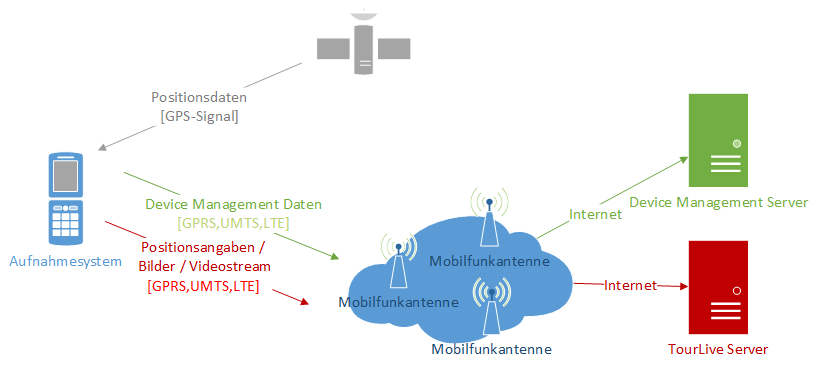 Positionsdaten
[GPS-Signal]
Device Management Daten
[GPRS,UMTS,LTE]
Positionsangaben /
Bilder / Videostream
[GPRS,UMTS,LTE]
Aufnahmesystem
Mobilfunkantenne
Mobilfunkantenne
Mobilfunkantenne
Internet
Device Management Server
Internet
TourLive Server